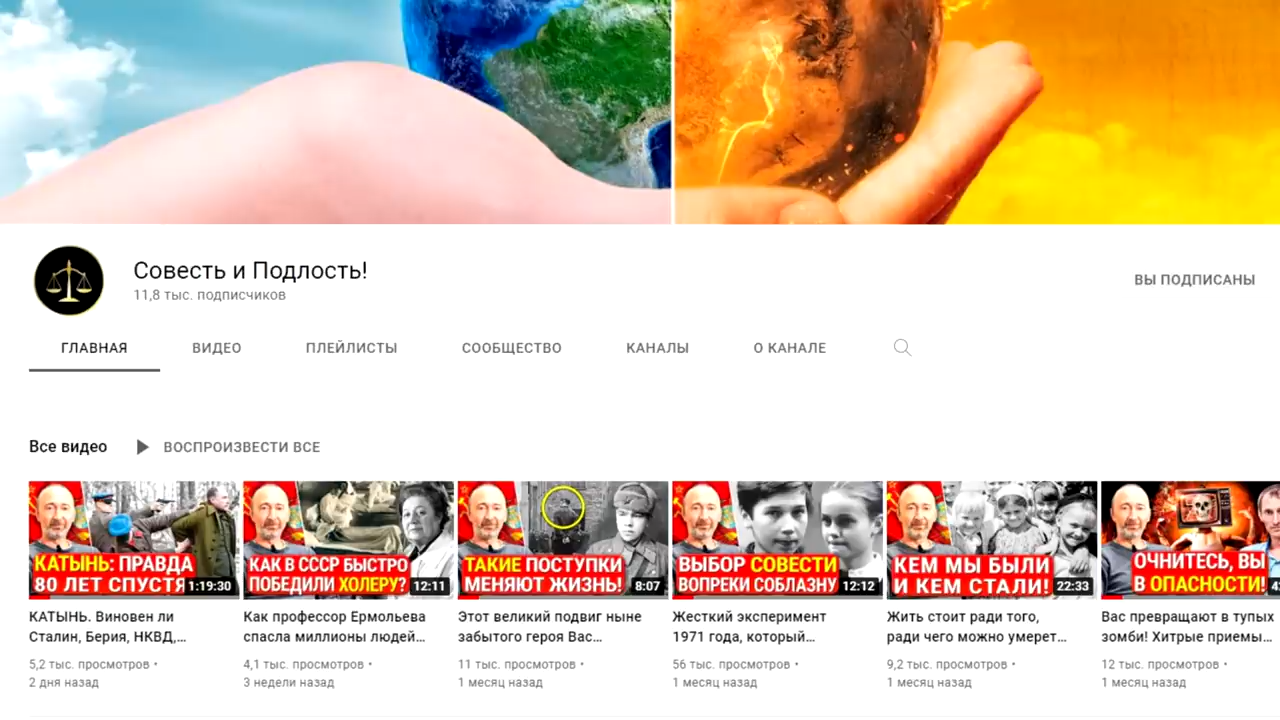 Совесть и Подлость!
11,8 тыс. подписчиков
ВЫ ПОДПИСАНЫ
ГЛАВНАЯ ВИДЕО ПЛЕЙЛИСТЫ СООБЩЕСТВО КАНАЛЫ О КАНАЛЕ
Все видео ВОСПРОИЗВЕСТИ ВСЕ
КАТЫНЬ: ПРАВДА
80 ЛЕТ СПУСТЯ
1:19:30
КАТЫНЬ. Виновен ли
Сталин, Берия, НКВД,...
5,2 тыс. просмотров •
2 дня назад
КАК В СССР БЫСТРО
ПОБЕДИЛИ ХОЛЕРУ?
12:11
Как профессор Ермольева
спасла миллионы людей...
4,1 тыс. просмотров •
3 недели назад
ТАКИЕ ПОСТУПКИ
МЕНЯЮТ ЖИЗНЬ!
8:07
Этот великий подвиг ныне
забытого героя Вас...
11 тыс. просмотров •
1 месяц назад
ВЫБОР СОВЕСТИ
ВОПРЕКИ СОБЛАЗНУ
12:12
Жесткий эксперимент
1971 года, который...
56 тыс. просмотров •
1 месяц назад
КЕМ МЫ БЫЛИ
И КЕМ СТАЛИ!
22:33
Жить стоит ради того,
ради чего можно умерет...
9,2 тыс. просмотров •
1 месяц назад
ОЧНИТЕСЬ, ВЫ
В ОПАСНОСТИ!
Вас превращают в тупых
зомби! Хитрые приемы...
12 тыс. просмотров •
1 месяц назад